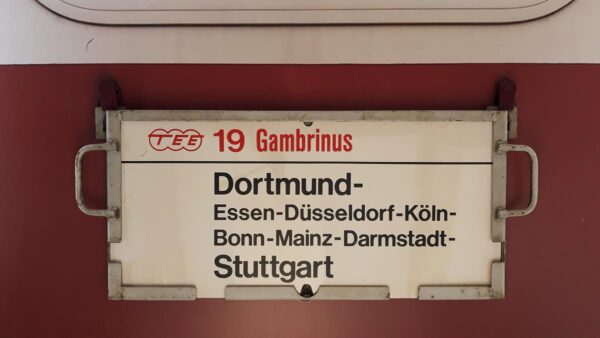 TEE 19 Gambrinus
Dortmund-
Essen-Düsseldorf-Köln-
Bonn-Mainz-Darmstadt-
Stuttgart